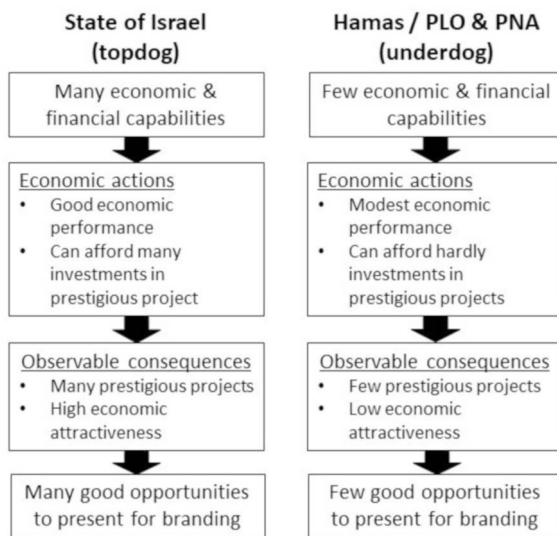 State of Israel
(topdog)
Many economic &
financial capabilities
Economic actions
• Good economic
performance
• Can afford many
investments in
prestigious project
Observable consequences
• Many prestigious projects
• High economic
attractiveness
Many good opportunities
to present for branding
Hamas / PLO & PNA
(underdog)
Few economic & financial
capabilities
Economic actions
• Modest economic
performance
• Can afford hardly
investments in
prestigious projects
Observable consequences
• Few prestigious projects
• Low economic
attractiveness
Few good opportunities
to present for branding